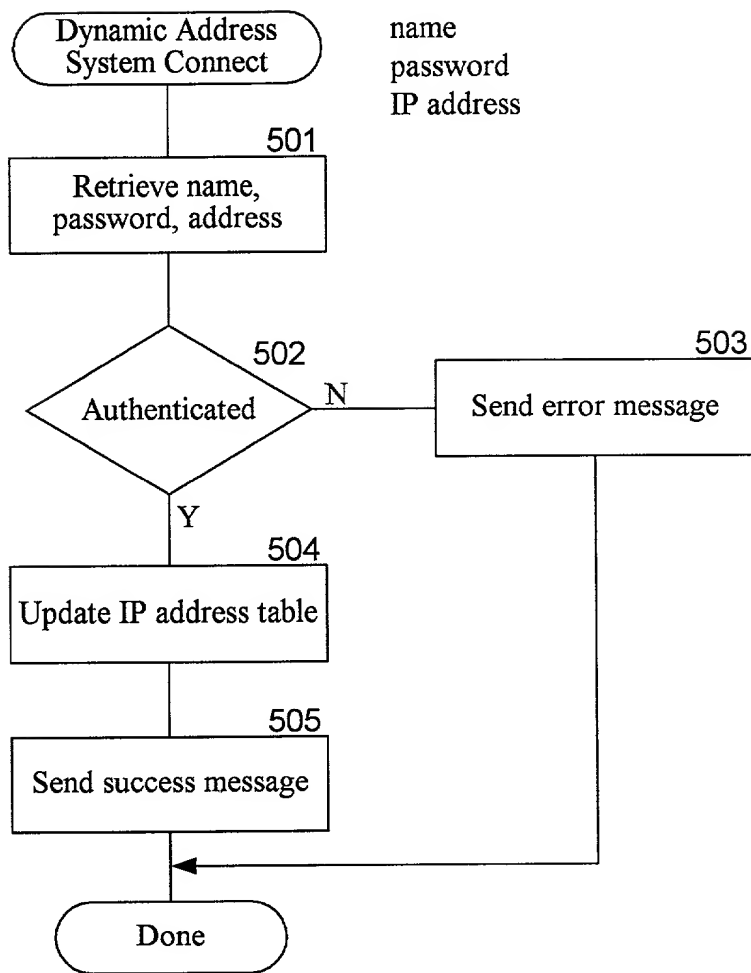 Dynamic Address
System Connect
name
password
IP address
501
Retrieve name,
password, address
502
Authenticated
N
503
Send error message
Y
504
Update IP address table
505
Send success message
Done